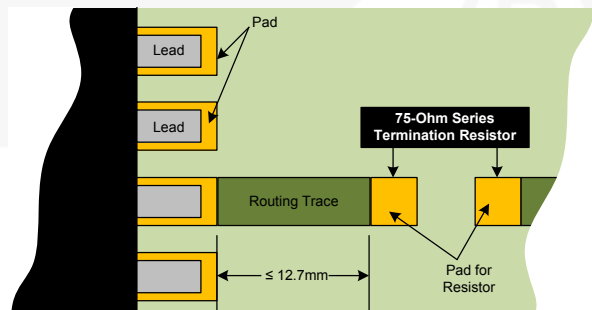 Pad
Lead
Lead
75-Ohm Series
Termination Resistor
Routing Trace
≤ 12.7mm
Pad for
Resistor